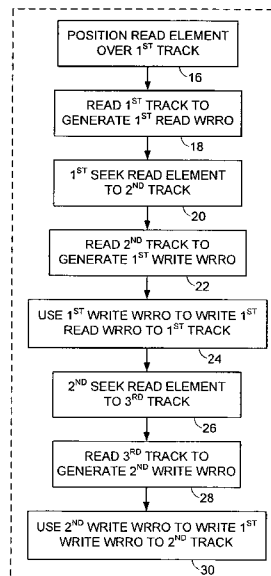 POSITION READ ELEMENT
OVER 1ST TRACK
16
READ 1ST TRACK TO
GENERATE 1ST READ WRRO
18
1ST SEEK READ ELEMENT
TO 2ND TRACK
20
READ 2ND TRACK TO
GENERATE 1ST WRITE WRRO
22
USE 1ST WRITE WRRO TO WRITE 1ST
READ WRRO TO 1ST TRACK
24
2ND SEEK READ ELEMENT
TO 3RD TRACK
26
READ 3RD TRACK TO
GENERATE 2ND WRITE WRRO
28
USE 2ND WRITE WRRO TO WRITE 1ST
WRITE WRRO TO 2ND TRACK
30